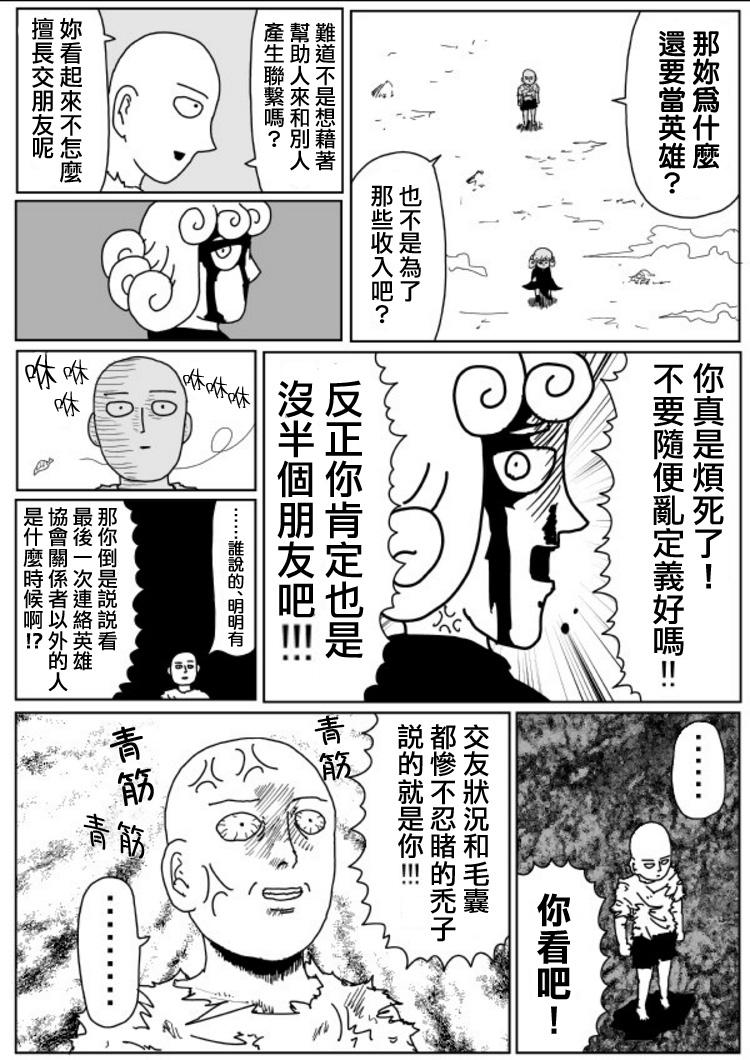 那妳為什麼
還要當英雄？
也不是為了
那些收入吧？
難道不是想藉著
幫助人來和別人
產生聯繫嗎？
妳看起來不怎麼
擅長交朋友呢
你真是煩死了！
不要隨便亂定義好嗎!!
反正你肯定也是
沒半個朋友吧!!!
咻咻咻
咻
咻
咻
……誰說的、明明有
那你倒是說說看
最後一次連絡英雄
協會關係者以外的人
是什麼時候啊!?
……
你看吧！
交友狀況和毛囊
都慘不忍睹的禿子
說的就是你!!!
青筋
青筋
青筋
………